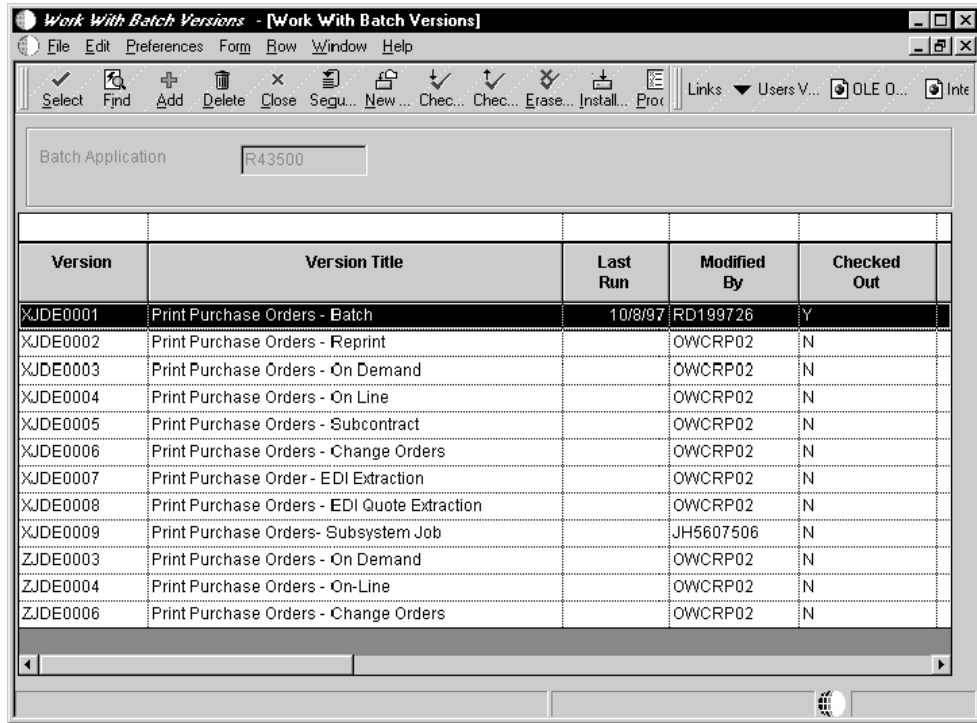 Work With Batch Versions - [Work With Batch Versions]
File Edit Preferences Form Row Window Help
Select Find Add Delete Close Sequ... New ... Chec... Chec... Erase... Install... Links Users V... OLE O... Inte
Batch Application R43500
Version Version Title Last Run Modified By Checked Out
XJDE0001 Print Purchase Orders - Batch 10/8/97 RD199726 Y
XJDE0002 Print Purchase Orders - Reprint OWCRP02 N
XJDE0003 Print Purchase Orders - On Demand OWCRP02 N
XJDE0004 Print Purchase Orders - On Line OWCRP02 N
XJDE0005 Print Purchase Orders - Subcontract OWCRP02 N
XJDE0006 Print Purchase Orders - Change Orders OWCRP02 N
XJDE0007 Print Purchase Order - EDI Extraction OWCRP02 N
XJDE0008 Print Purchase Orders - EDI Quote Extraction OWCRP02 N
XJDE0009 Print Purchase Orders- Subsystem Job JH5607506 N
ZJDE0003 Print Purchase Orders - On Demand OWCRP02 N
ZJDE0004 Print Purchase Orders - On-Line OWCRP02 N
ZJDE0006 Print Purchase Orders - Change Orders OWCRP02 N